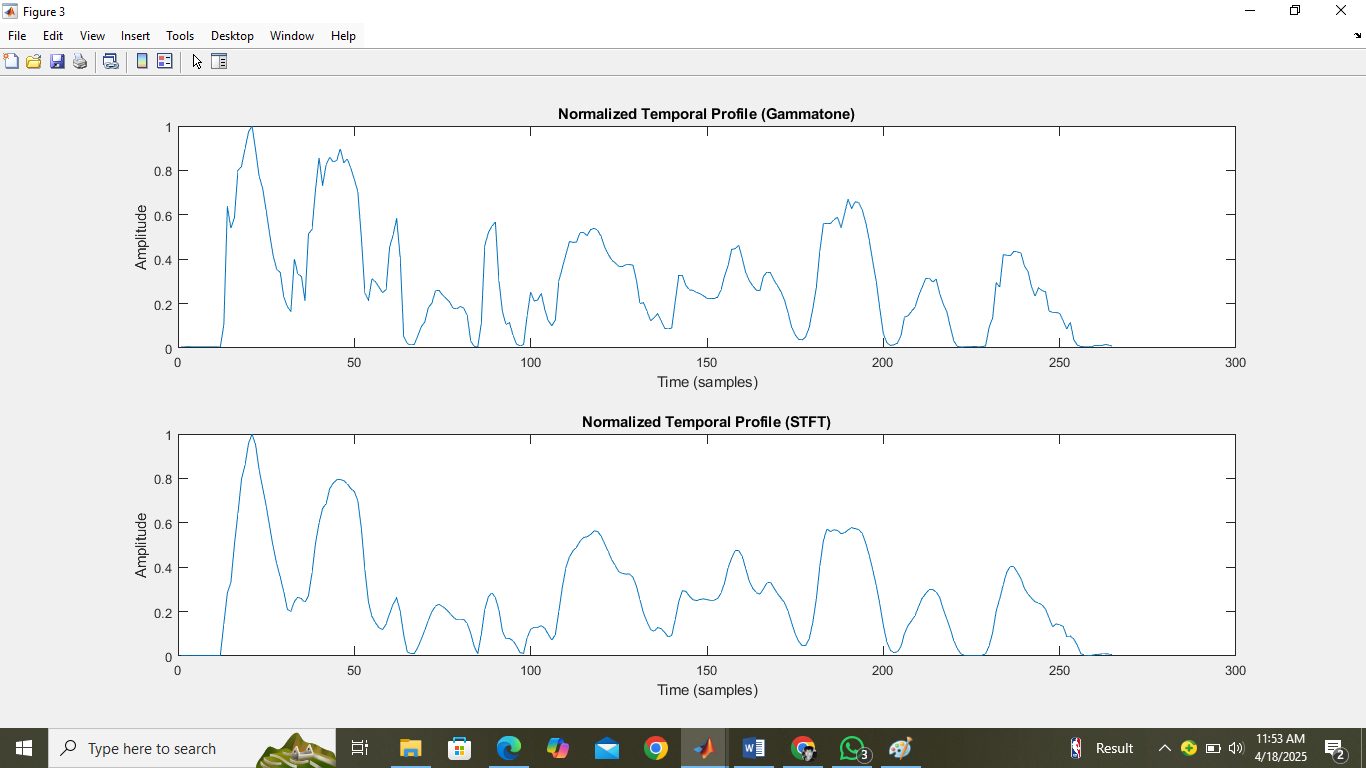 Figure 3
File Edit View Insert Tools Desktop Window Help
Normalized Temporal Profile (Gammatone)
1
0.8
0.6
0.4
0.2
0
Amplitude
0 50 100 150 200 250 300
Time (samples)
Normalized Temporal Profile (STFT)
1
0.8
0.6
0.4
0.2
0
Amplitude
0 50 100 150 200 250 300
Time (samples)
Type here to search
Result
3
11:53 AM
4/18/2025
2